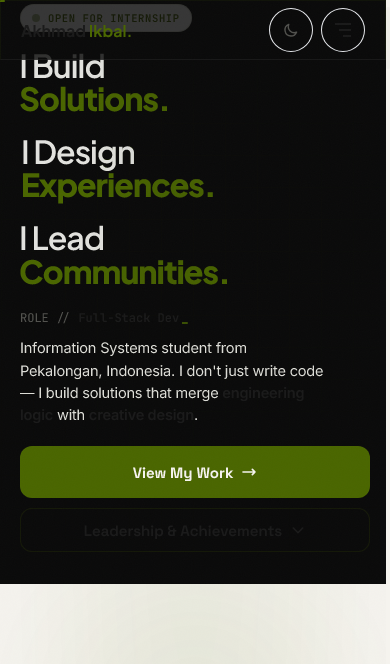 OPEN FOR INTERNSHIP
Akhmad Ikbal.
I Build
Solutions.
I Design
Experiences.
I Lead
Communities.
ROLE // Full-Stack Dev_
Information Systems student from
Pekalongan, Indonesia. I don't just write code
— I build solutions that merge engineering
logic with creative design.
View My Work →
Leadership & Achievements